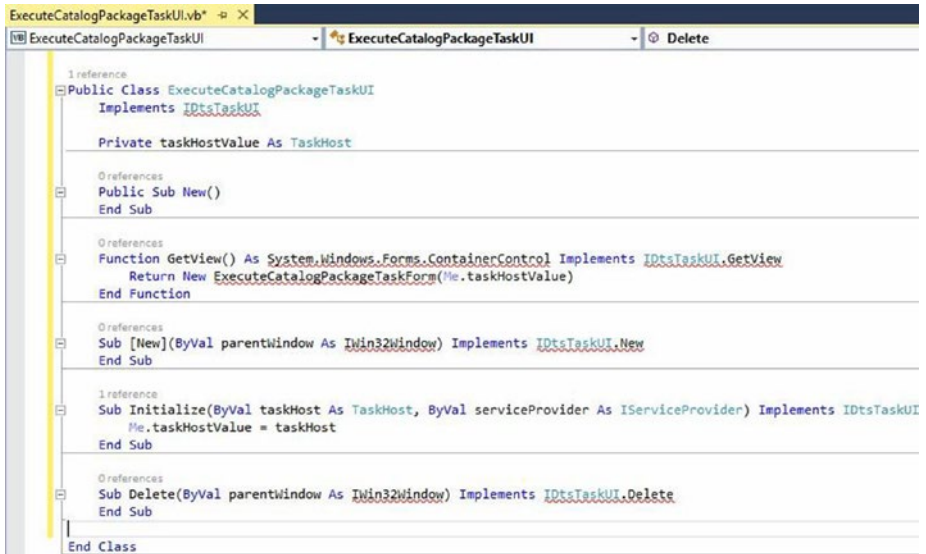 ExecuteCatalogPackageTaskUI.vb*
ExecuteCatalogPackageTaskUI ExecuteCatalogPackageTaskUI Delete
1 reference
Public Class ExecuteCatalogPackageTaskUI
Implements IDtsTaskUI
Private taskHostValue As TaskHost
0 references
Public Sub New()
End Sub
0 references
Function GetView() As System.Windows.Forms.ContainerControl Implements IDtsTaskUI.GetView
Return New ExecuteCatalogPackageTaskForm(Me.taskHostValue)
End Function
0 references
Sub [New](ByVal parentWindow As IWin32Window) Implements IDtsTaskUI.New
End Sub
1 reference
Sub Initialize(ByVal taskHost As TaskHost, ByVal serviceProvider As IServiceProvider) Implements IDtsTaskUI
Me.taskHostValue = taskHost
End Sub
0 references
Sub Delete(ByVal parentWindow As IWin32Window) Implements IDtsTaskUI.Delete
End Sub
End Class